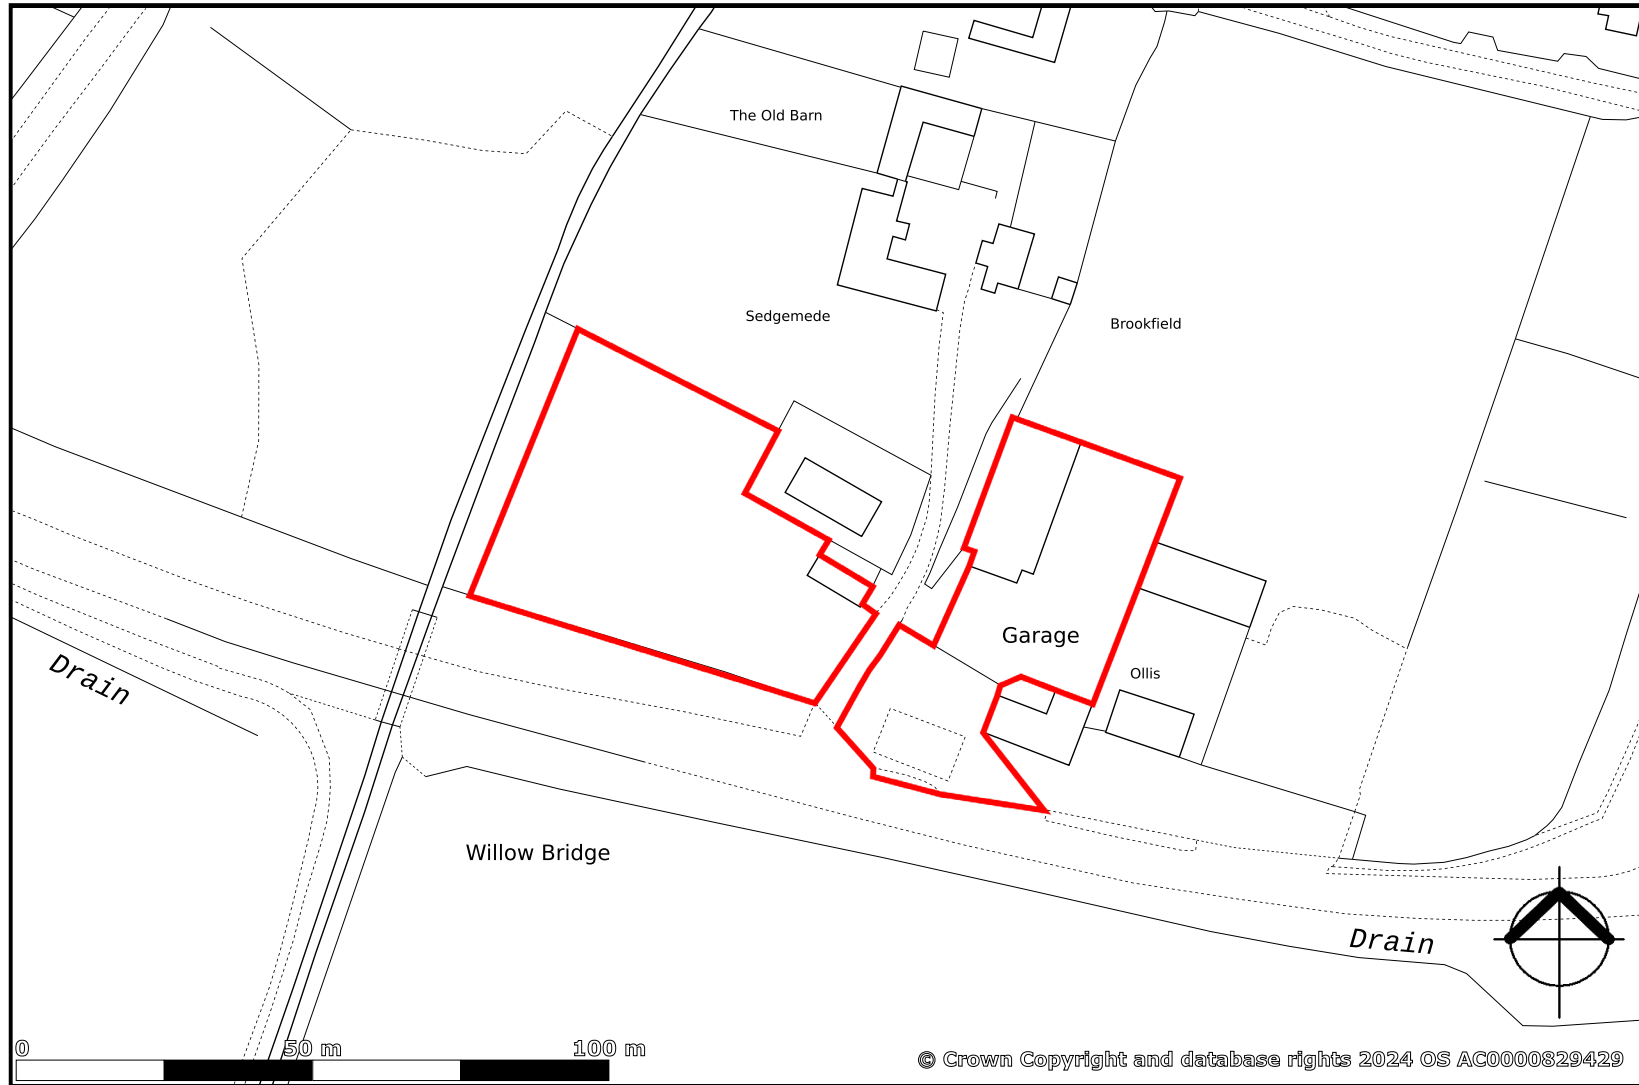 The Old Barn
Sedgemede
Brookfield
Garage
Drain
Ollis
Willow Bridge
Drain
0 50 m 100 m
© Crown Copyright and database rights 2024 OS AC0000829429